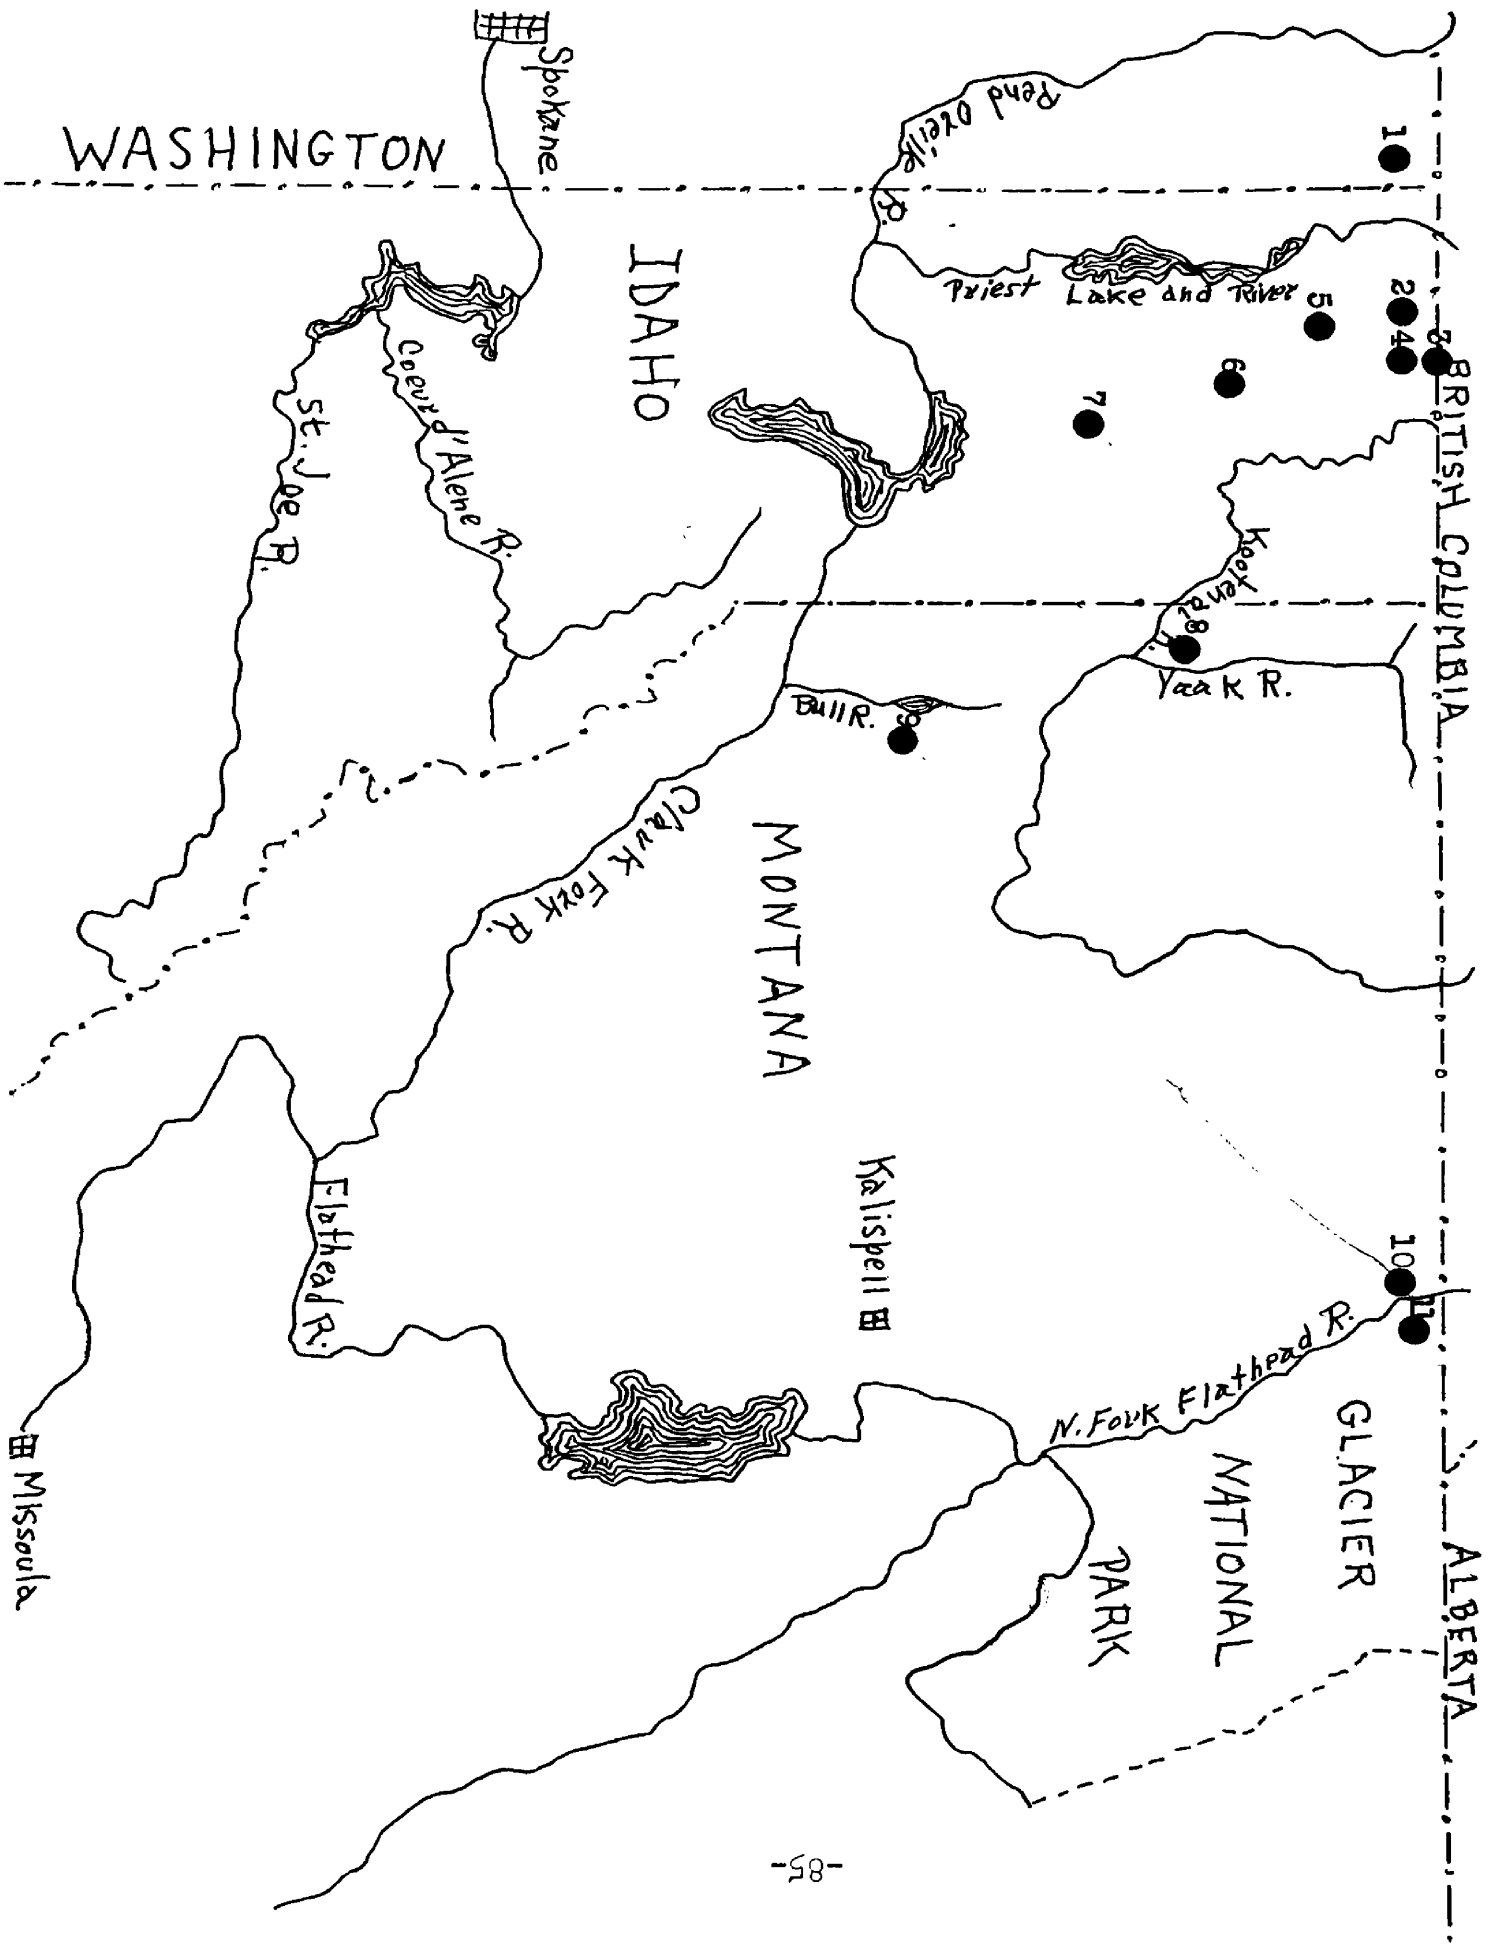 BRITISH COLUMBIA
ALBERTA
1
2
3
4
5
6
7
8
9
10
11
Pend Oreille R.
Priest Lake and River
Kootenai R.
Yaak R.
Bull R.
WASHINGTON
Spokane
IDAHO
Coeur d'Alene R.
St. Joe R.
Clark Fork R.
MONTANA
Kalispell
N. Fork Flathead R.
GLACIER
NATIONAL
PARK
Flathead R.
Missoula
-85-